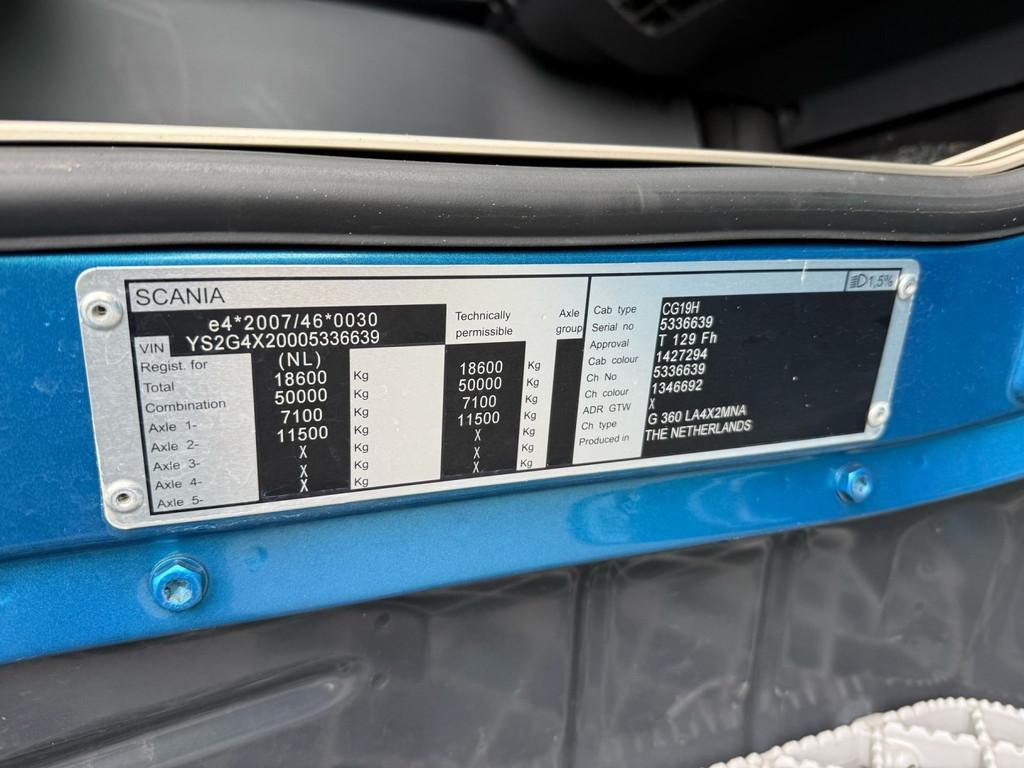 SCANIA
e4*2007/46*0030
VIN YS2G4X20005336639
Technically permissible
Axle group
Regist. for (NL)
Total 18600 Kg 18600 Kg
Combination 50000 Kg 50000 Kg
Axle 1- 7100 Kg 7100 Kg
Axle 2- 11500 Kg 11500 Kg
Axle 3- X Kg X Kg
Axle 4- X Kg X Kg
Axle 5- X Kg X Kg
1,5%
Cab type CG19H
Serial no 5336639
Approval T 129 Fh
Cab colour 1427294
Ch No 5336639
Ch colour 1346692
ADR GTW X
Ch type G 360 LA4X2MNA
Produced in THE NETHERLANDS